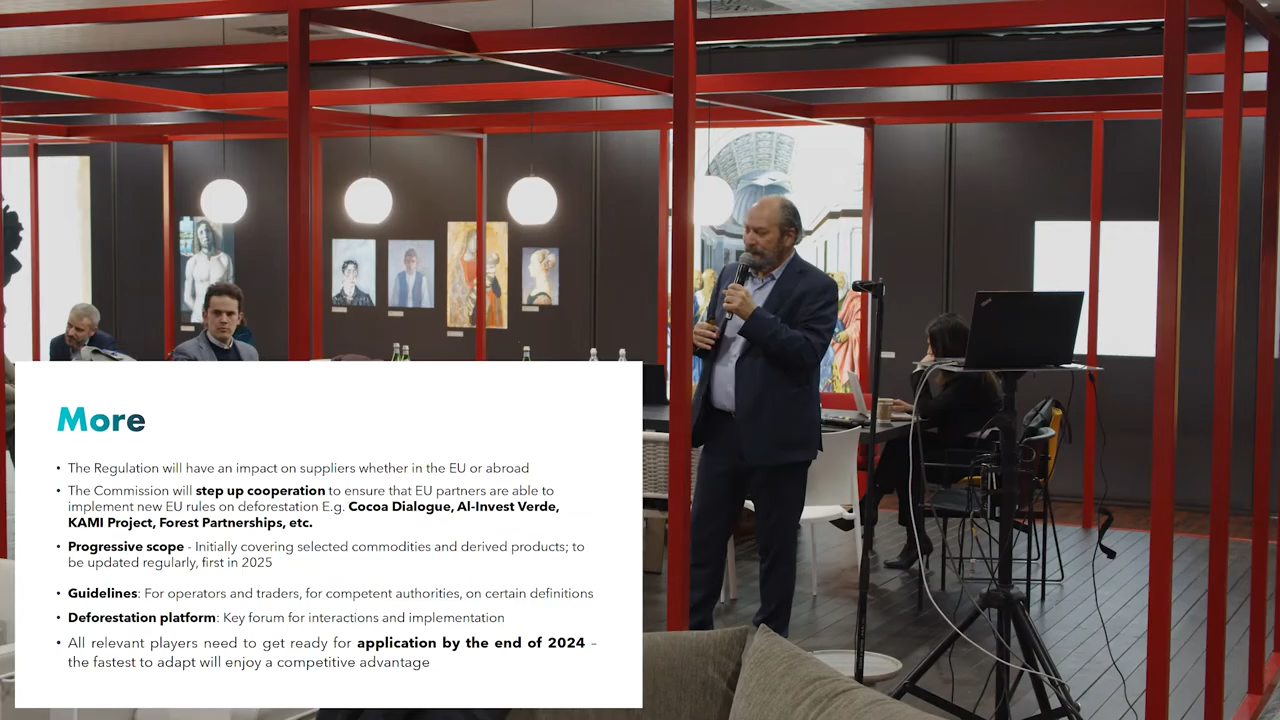 More
• The Regulation will have an impact on suppliers whether in the EU or abroad
• The Commission will step up cooperation to ensure that EU partners are able to
implement new EU rules on deforestation E.g. Cocoa Dialogue, Al-Invest Verde,
KAMI Project, Forest Partnerships, etc.
• Progressive scope - Initially covering selected commodities and derived products; to
be updated regularly, first in 2025
• Guidelines: For operators and traders, for competent authorities, on certain definitions
• Deforestation platform: Key forum for interactions and implementation
• All relevant players need to get ready for application by the end of 2024 –
the fastest to adapt will enjoy a competitive advantage